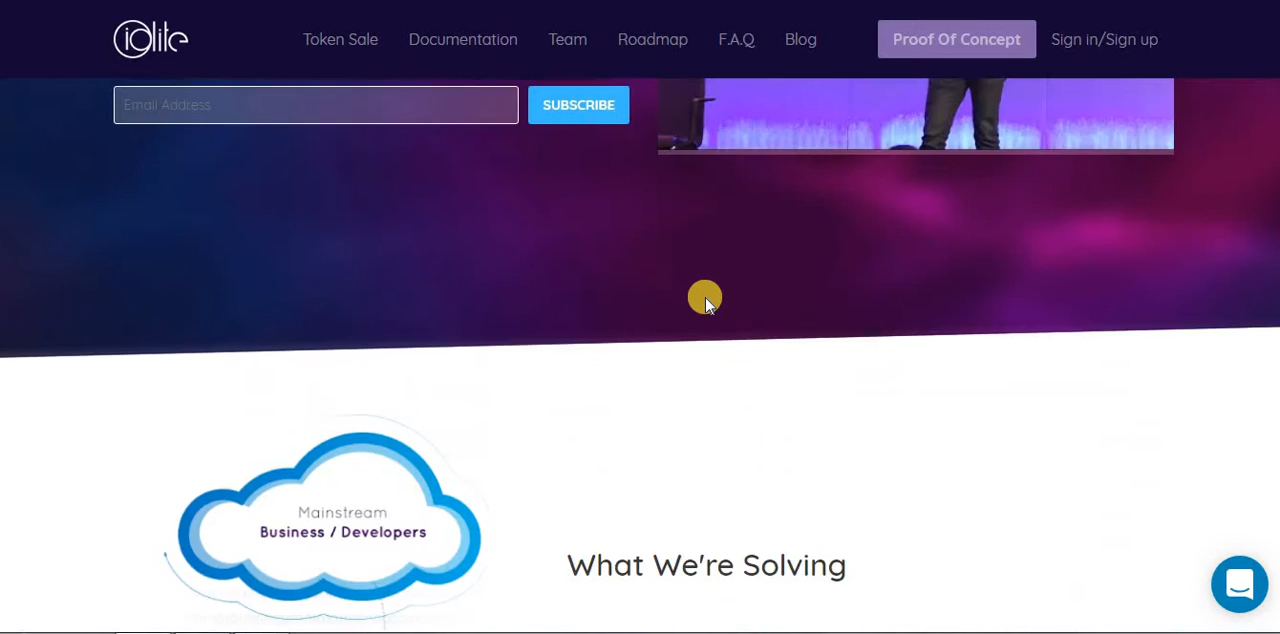 iOlite
Token Sale Documentation Team Roadmap F.A.Q Blog Proof Of Concept Sign in/Sign up
Email Address SUBSCRIBE
Mainstream
Business / Developers
What We're Solving